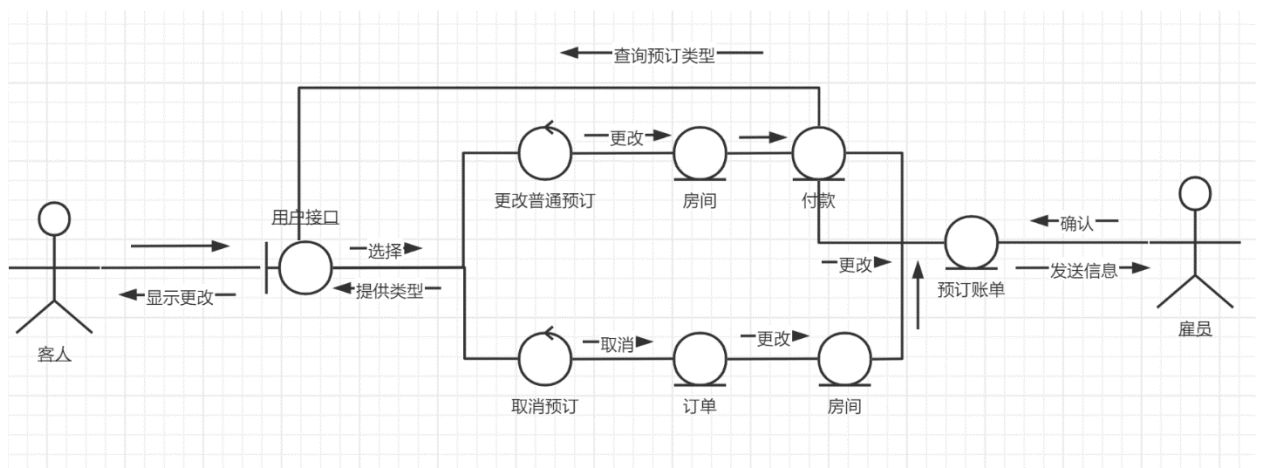 查询预订类型
更改
更改普通预订
房间
付款
用户接口
选择
确认
更改
发送信息
显示更改
提供类型
预订账单
雇员
客人
取消
更改
取消预订
订单
房间